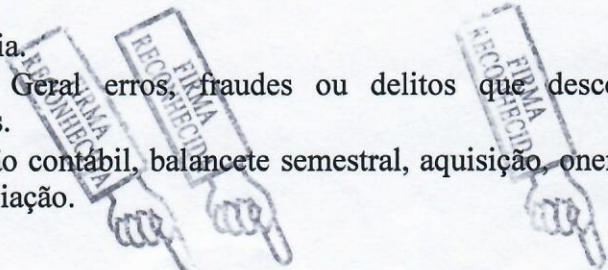 ia.
Geral erros, fraudes ou delitos que desco
s.
ão contábil, balancete semestral, aquisição, oner
iação.
FIRMA
RECONHECIDA
FIRMA
RECONHECIDA
FIRMA
RECONHECIDA